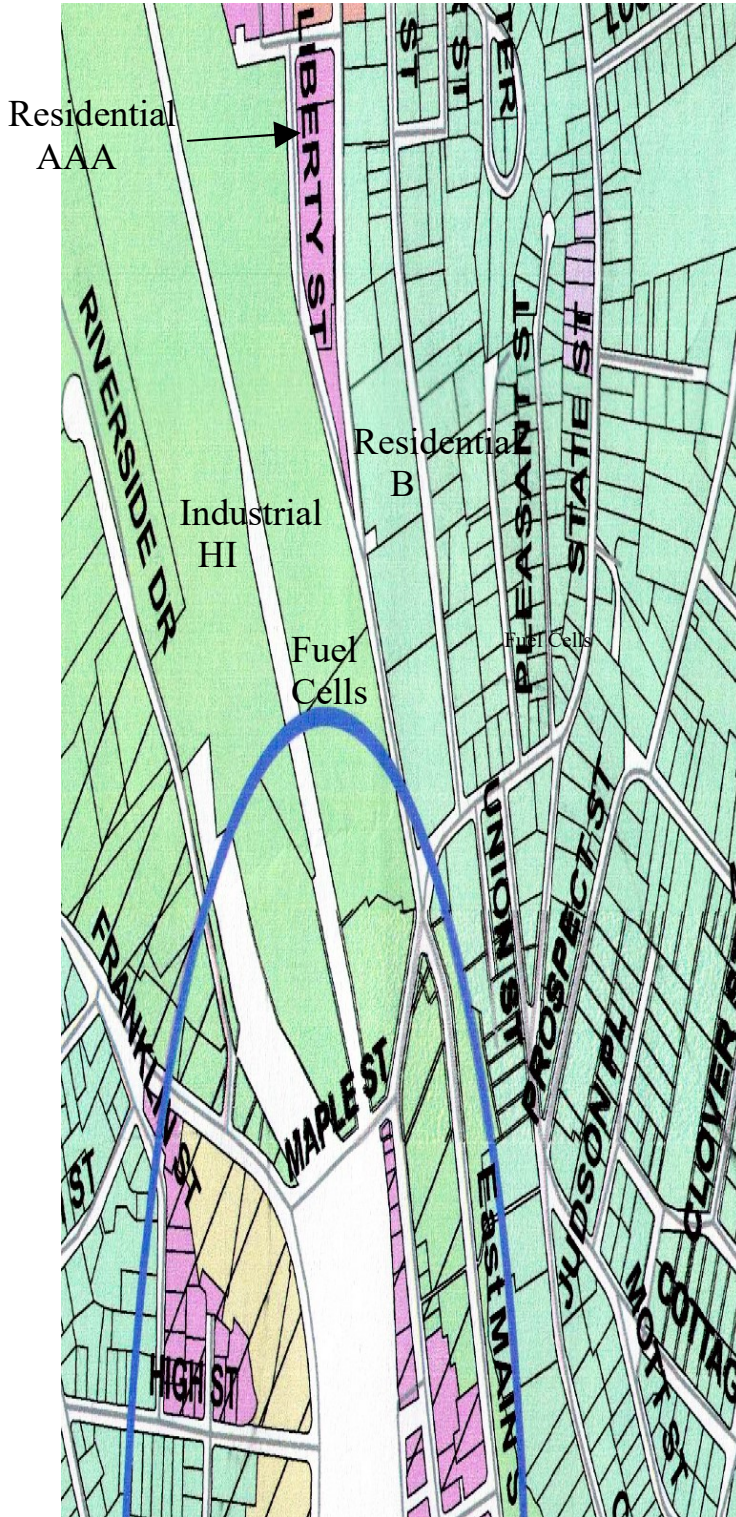 LIBERTY ST
ST
ST
TER
Residential
AAA
RIVERSIDE DR
PLEASANT ST
STATE ST
Residential
B
Industrial
HI
Fuel
Cells
Fuel Cells
UNION ST
PROSPECT ST
FRANKLIN ST
JUDSON PL
CLOVER
MAPLE ST
ST
East MAIN S
MOTT ST
COTTAG
HIGH ST